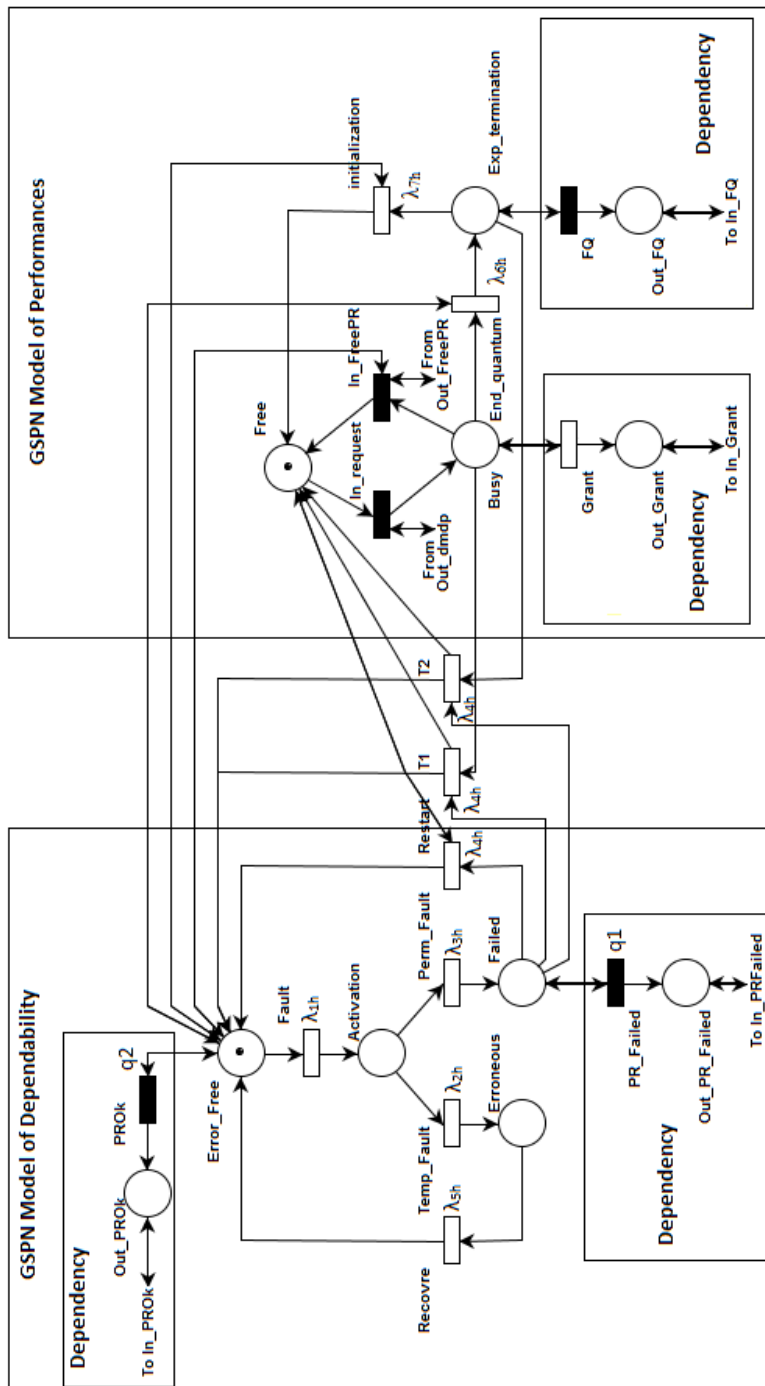 GSPN Model of Dependability
Dependency
To In_PROk
Out_PROk
PROk
q2
Error_Free
Fault
λ1h
Activation
Temp_Fault
λ2h
Perm_Fault
λ3h
Recovre
λ5h
Erroneous
Failed
Restart
λ4h
Dependency
PR_Failed
q1
Out_PR_Failed
To In_PRFailed
T1
λ4h
T2
λ4h
GSPN Model of Performances
Free
initialization
λ7h
In_request
In_FreePR
From
Out_dmdp
From
Out_FreePR
Busy
End_quantum
λ6h
Exp_termination
Dependency
Grant
Out_Grant
To In_Grant
Dependency
FQ
Out_FQ
To In_FQ